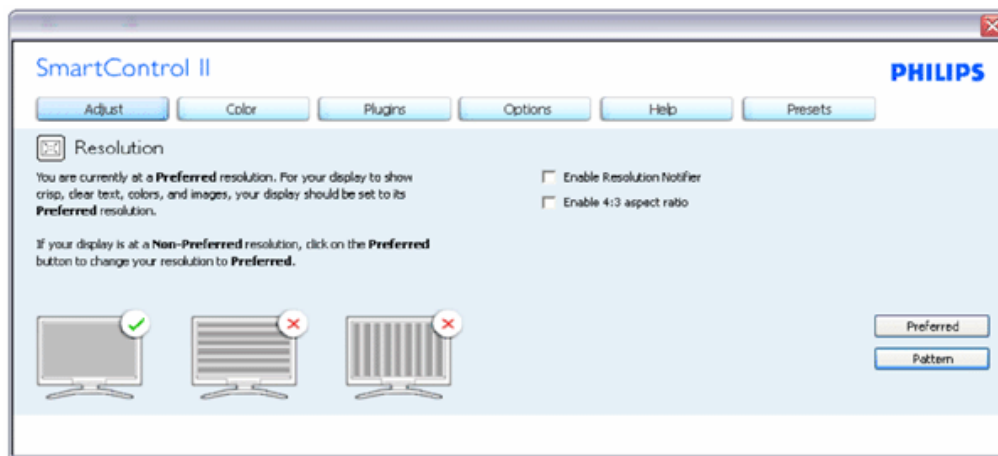 SmartControl II
PHILIPS
Adjust
Color
Plugins
Options
Help
Presets
Resolution
You are currently at a Preferred resolution. For your display to show
crisp, clear text, colors, and images, your display should be set to its
Preferred resolution.
If your display is at a Non-Preferred resolution, click on the Preferred
button to change your resolution to Preferred.
Enable Resolution Notifier
Enable 4:3 aspect ratio
Preferred
Pattern